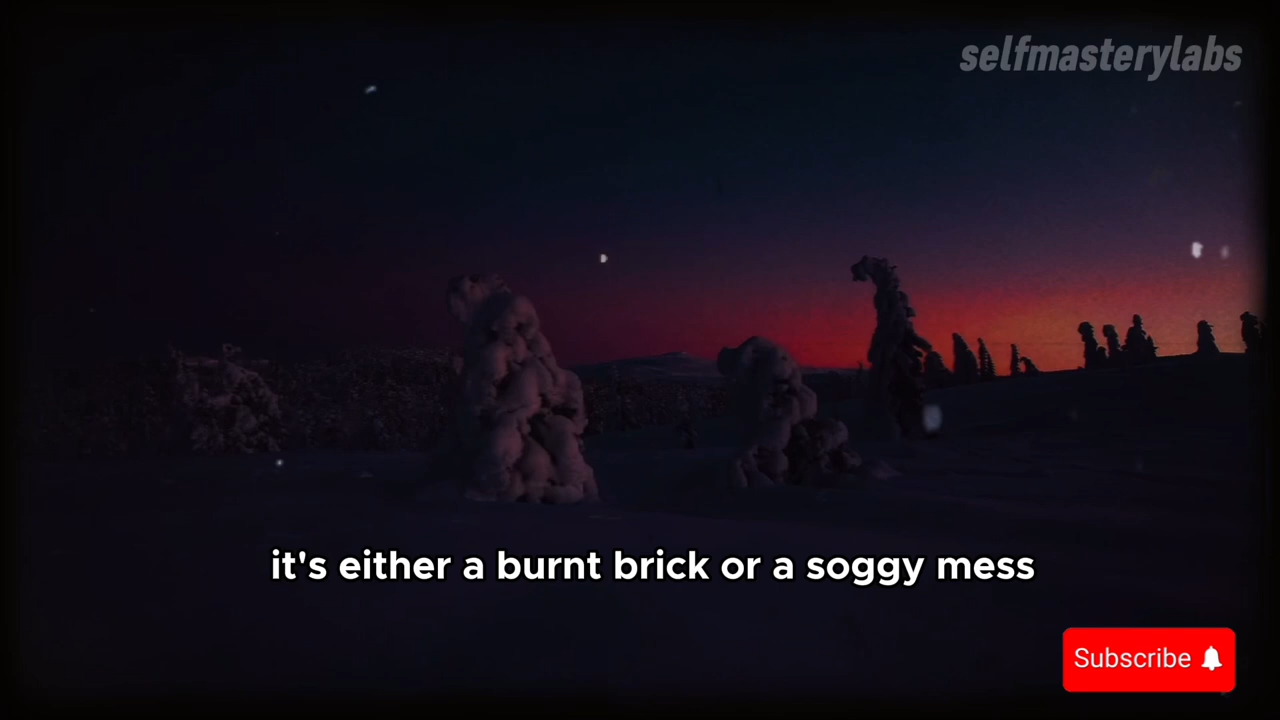 selfmasterylabs
it's either a burnt brick or a soggy mess
Subscribe